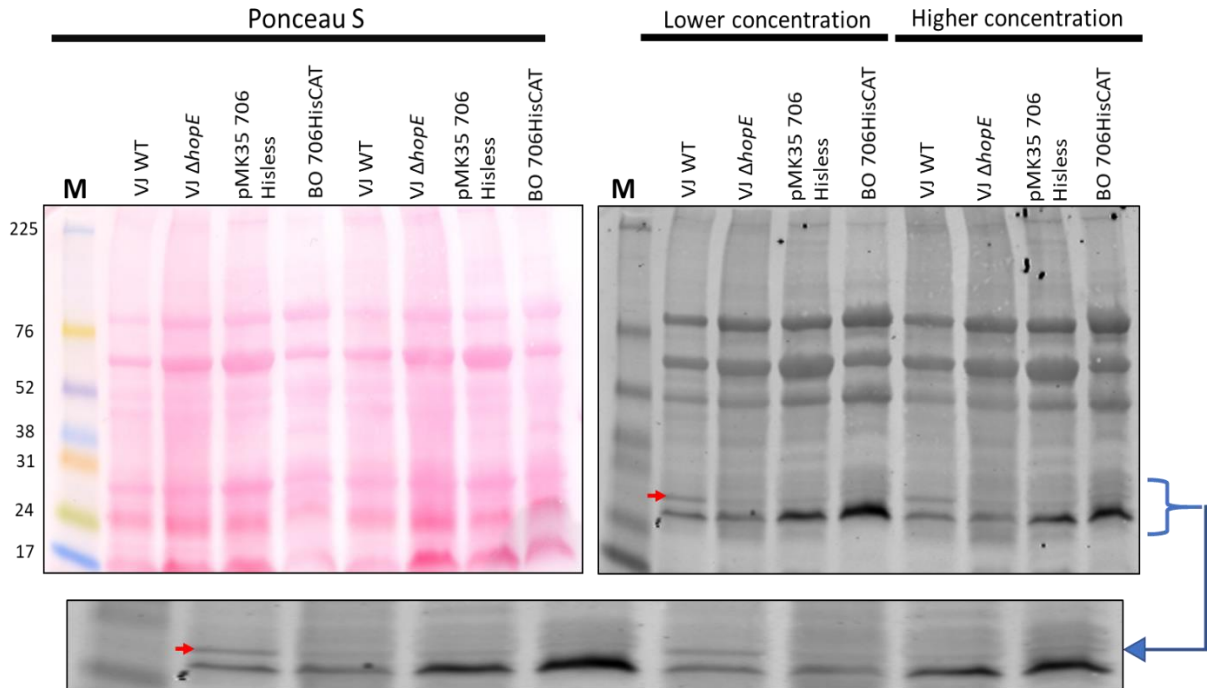 Ponceau S
Lower concentration
Higher concentration
M
VJ WT
VJ ΔhopE
pMK35 706
Hisless
BO 706HisCAT
VJ WT
VJ ΔhopE
pMK35 706
Hisless
BO 706HisCAT
M
VJ WT
VJ ΔhopE
pMK35 706
Hisless
BO 706HisCAT
VJ WT
VJ ΔhopE
pMK35 706
Hisless
BO 706HisCAT
225
76
52
38
31
24
17